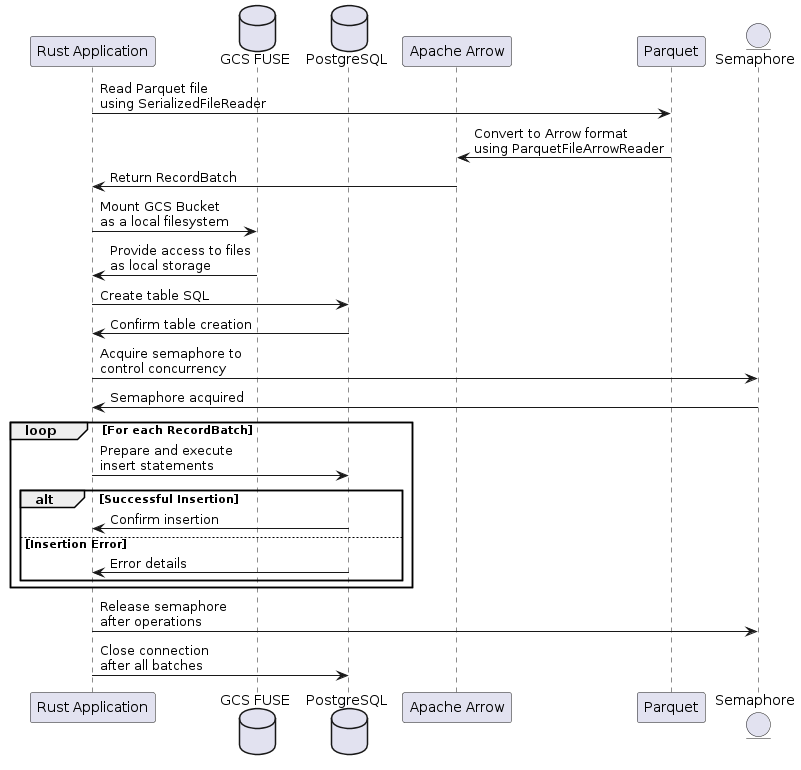 Rust Application
GCS FUSE
PostgreSQL
Apache Arrow
Parquet
Semaphore
Read Parquet file
using SerializedFileReader
Convert to Arrow format
using ParquetFileArrowReader
Return RecordBatch
Mount GCS Bucket
as a local filesystem
Provide access to files
as local storage
Create table SQL
Confirm table creation
Acquire semaphore to
control concurrency
Semaphore acquired
loop [For each RecordBatch]
Prepare and execute
insert statements
alt [Successful Insertion]
Confirm insertion
[Insertion Error]
Error details
Release semaphore
after operations
Close connection
after all batches
Rust Application
GCS FUSE
PostgreSQL
Apache Arrow
Parquet
Semaphore